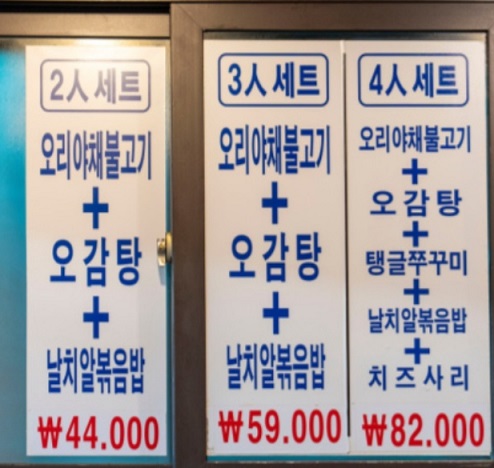 2人세트
오리야채불고기
+
오감탕
+
날치알볶음밥
₩44.000
3人세트
오리야채불고기
+
오감탕
+
날치알볶음밥
₩59.000
4人세트
오리야채불고기
+
오감탕
+
탱글쭈꾸미
+
날치알볶음밥
+
치즈사리
₩82.000